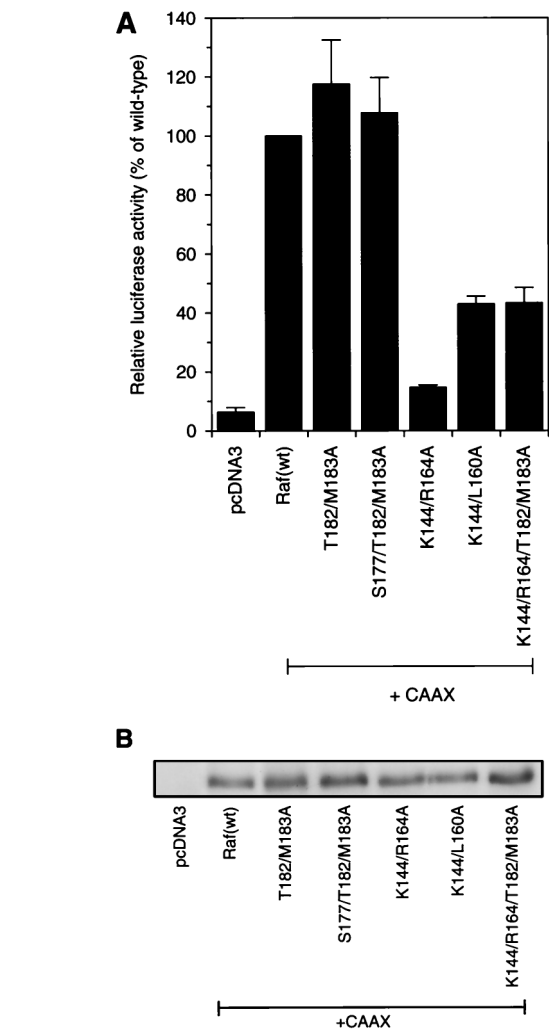 A
Relative luciferase activity (% of wild-type)
140
120
100
80
60
40
20
0
pcDNA3
Raf(wt)
T182/M183A
S177/T182/M183A
K144/R164A
K144/L160A
K144/R164/T182/M183A
+ CAAX
B
pcDNA3
Raf(wt)
T182/M183A
S177/T182/M183A
K144/R164A
K144/L160A
K144/R164/T182/M183A
+CAAX